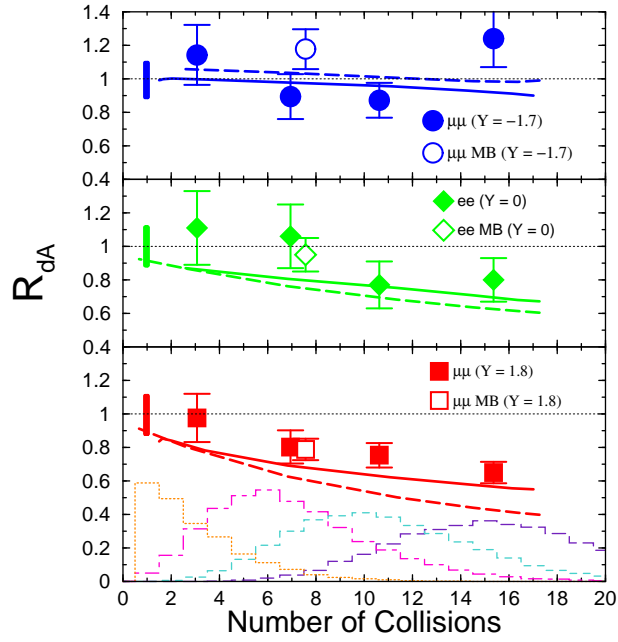 1.4
1.2
1
0.8
0.6
0.4
μμ (Y = −1.7)
μμ MB (Y = −1.7)
1.2
1
0.8
0.6
0.4
ee (Y = 0)
ee MB (Y = 0)
R_dA
1.2
1
0.8
0.6
0.4
0.2
0
μμ (Y = 1.8)
μμ MB (Y = 1.8)
0 2 4 6 8 10 12 14 16 18 20
Number of Collisions